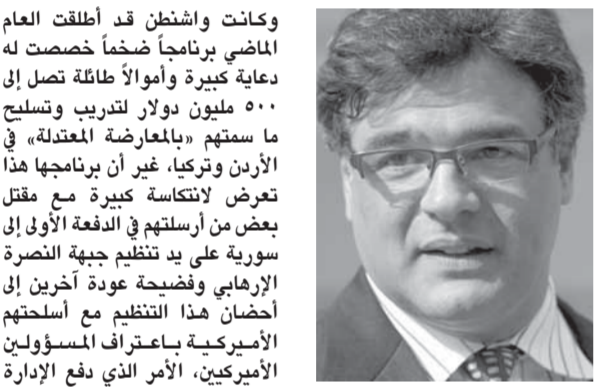 وكانت واشنطن قد أطلقت العام
الماضي برنامجاً ضخماً خصصت له
دعاية كبيرة وأموالاً طائلة تصل إلى
٥٠٠ مليون دولار لتدريب وتسليح
ما سمتهم «بالمعارضة المعتدلة» في
الأردن وتركيا، غير أن برنامجها هذا
تعرض لانتكاسة كبيرة مع مقتل
بعض من أرسلتهم في الدفعة الأولى إلى
سورية على يد تنظيم جبهة النصرة
الإرهابي وفضيحة عودة آخرين إلى
أحضان هذا التنظيم مع أسلحتهم
الأميركية باعتراف المسؤولين
الأميركيين، الأمر الذي دفع الإدارة